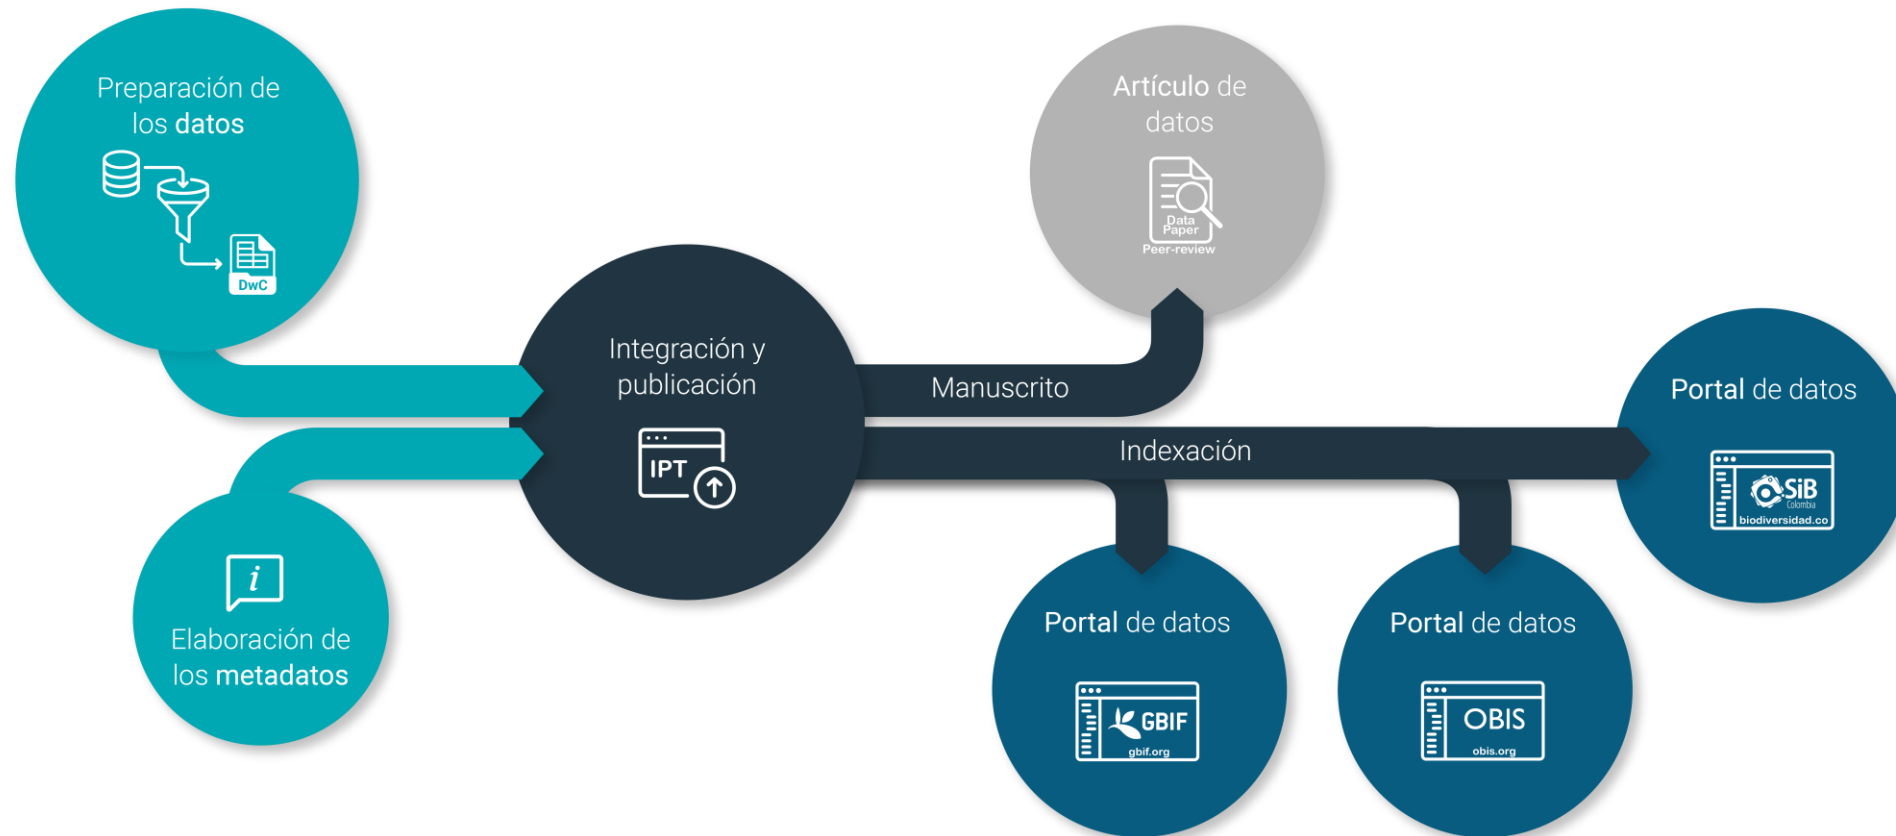 Preparación de
los datos
DwC
Elaboración de
los metadatos
Integración y
publicación
IPT
Manuscrito
Artículo de
datos
Data
Paper
Peer-review
Indexación
Portal de datos
GBIF
gbif.org
Portal de datos
OBIS
obis.org
Portal de datos
SiB
Colombia
biodiversidad.co